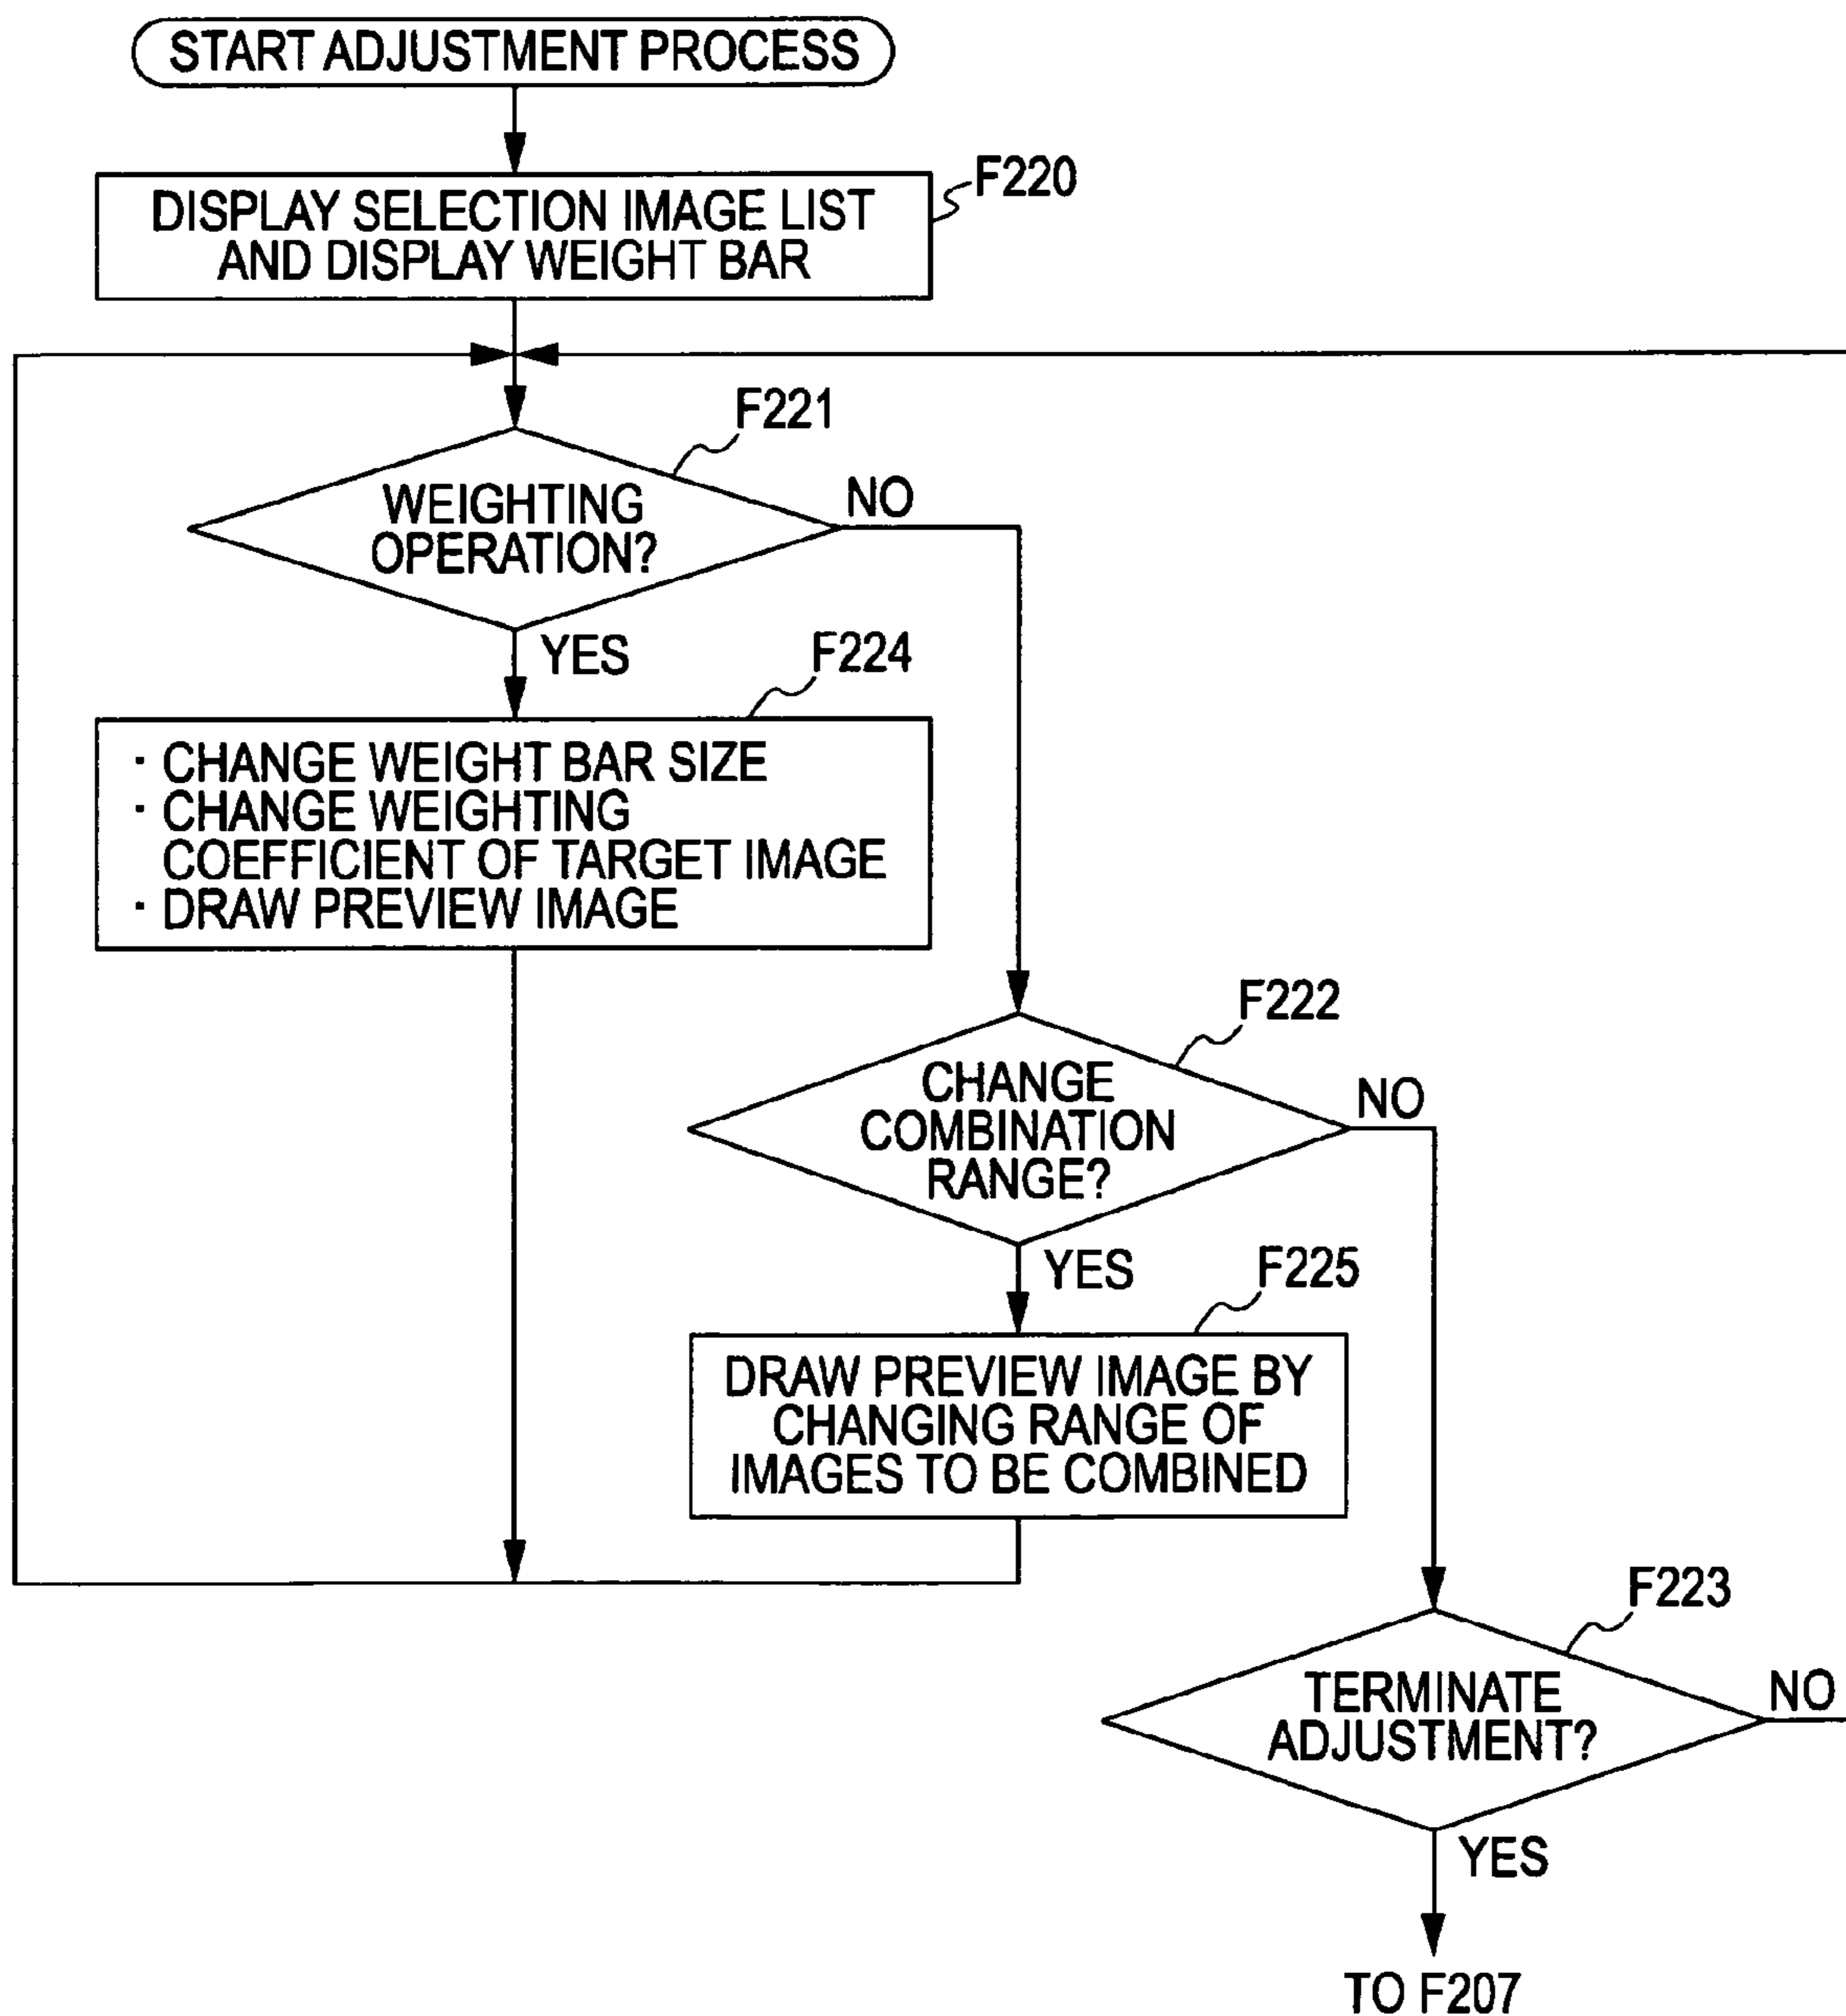 START ADJUSTMENT PROCESS
F220
DISPLAY SELECTION IMAGE LIST
AND DISPLAY WEIGHT BAR
F221
WEIGHTING
OPERATION?
NO
YES
F224
· CHANGE WEIGHT BAR SIZE
· CHANGE WEIGHTING
COEFFICIENT OF TARGET IMAGE
· DRAW PREVIEW IMAGE
F222
CHANGE
COMBINATION
RANGE?
NO
YES
F225
DRAW PREVIEW IMAGE BY
CHANGING RANGE OF
IMAGES TO BE COMBINED
F223
TERMINATE
ADJUSTMENT?
NO
YES
TO F207